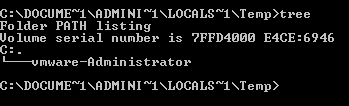 C:\DOCUME~1\ADMINI~1\LOCALS~1\Temp>tree
Folder PATH listing
Volume serial number is 7FFD4000 E4CE:6946
C:.
└───vmware-Administrator
C:\DOCUME~1\ADMINI~1\LOCALS~1\Temp>